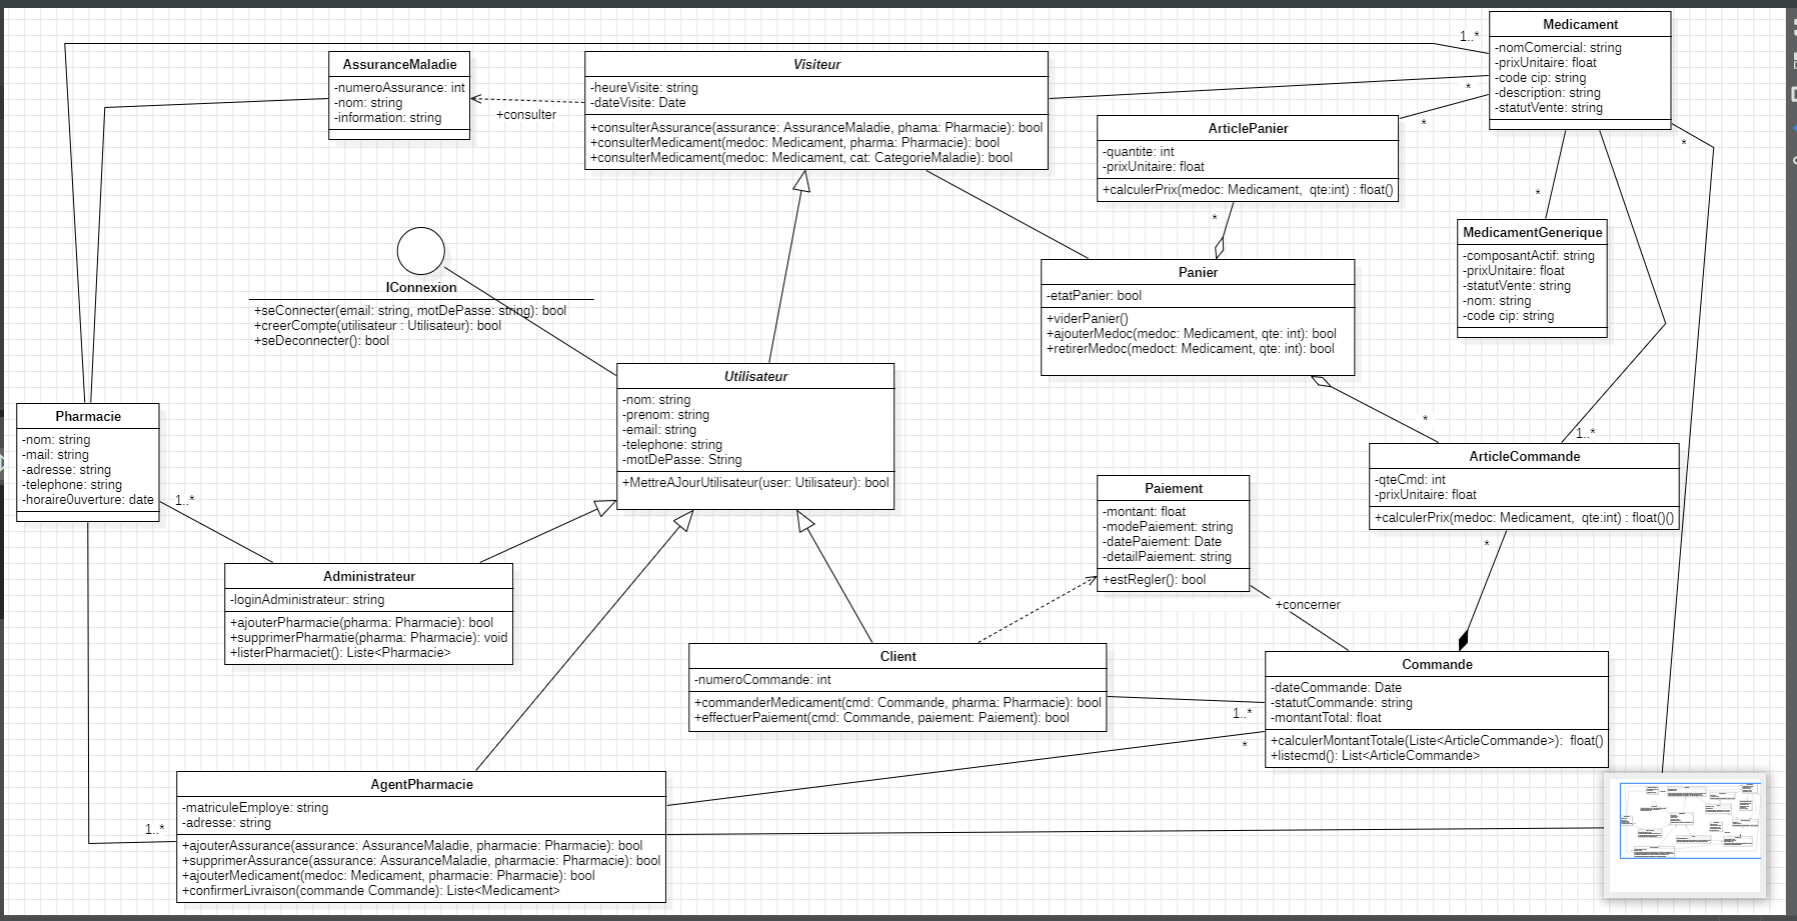 Medicament
-nomComercial: string
-prixUnitaire: float
-code cip: string
-description: string
-statutVente: string
1..*
*
*
*
*
AssuranceMaladie
-numeroAssurance: int
-nom: string
-information: string
+consulter
Visiteur
-heureVisite: string
-dateVisite: Date
+consulterAssurance(assurance: AssuranceMaladie, phama: Pharmacie): bool
+consulterMedicament(medoc: Medicament, pharma: Pharmacie): bool
+consulterMedicament(medoc: Medicament, cat: CategorieMaladie): bool
ArticlePanier
-quantite: int
-prixUnitaire: float
+calculerPrix(medoc: Medicament,  qte:int) : float()
*
MedicamentGenerique
-composantActif: string
-prixUnitaire: float
-statutVente: string
-nom: string
-code cip: string
IConnexion
+seConnecter(email: string, motDePasse: string): bool
+creerCompte(utilisateur : Utilisateur): bool
+seDeconnecter(): bool
Panier
-etatPanier: bool
+viderPanier()
+ajouterMedoc(medoc: Medicament, qte: int): bool
+retirerMedoc(medoct: Medicament, qte: int): bool
*
1..*
Utilisateur
-nom: string
-prenom: string
-email: string
-telephone: string
-motDePasse: String
+MettreAJourUtilisateur(user: Utilisateur): bool
Pharmacie
-nom: string
-mail: string
-adresse: string
-telephone: string
-horaire0uverture: date
1..*
ArticleCommande
-qteCmd: int
-prixUnitaire: float
+calculerPrix(medoc: Medicament,  qte:int) : float()()
*
Paiement
-montant: float
-modePaiement: string
-datePaiement: Date
-detailPaiement: string
+estRegler(): bool
+concerner
Administrateur
-loginAdministrateur: string
+ajouterPharmacie(pharma: Pharmacie): bool
+supprimerPharmatie(pharma: Pharmacie): void
+listerPharmaciet(): Liste<Pharmacie>
Client
-numeroCommande: int
+commanderMedicament(cmd: Commande, pharma: Pharmacie): bool
+effectuerPaiement(cmd: Commande, paiement: Paiement): bool
1..*
*
Commande
-dateCommande: Date
-statutCommande: string
-montantTotal: float
+calculerMontantTotale(Liste<ArticleCommande>):  float()
+listecmd(): List<ArticleCommande>
AgentPharmacie
-matriculeEmploye: string
-adresse: string
+ajouterAssurance(assurance: AssuranceMaladie, pharmacie: Pharmacie): bool
+supprimerAssurance(assurance: AssuranceMaladie, pharmacie: Pharmacie): bool
+ajouterMedicament(medoc: Medicament, pharmacie: Pharmacie): bool
+confirmerLivraison(commande Commande): Liste<Medicament>
1..*